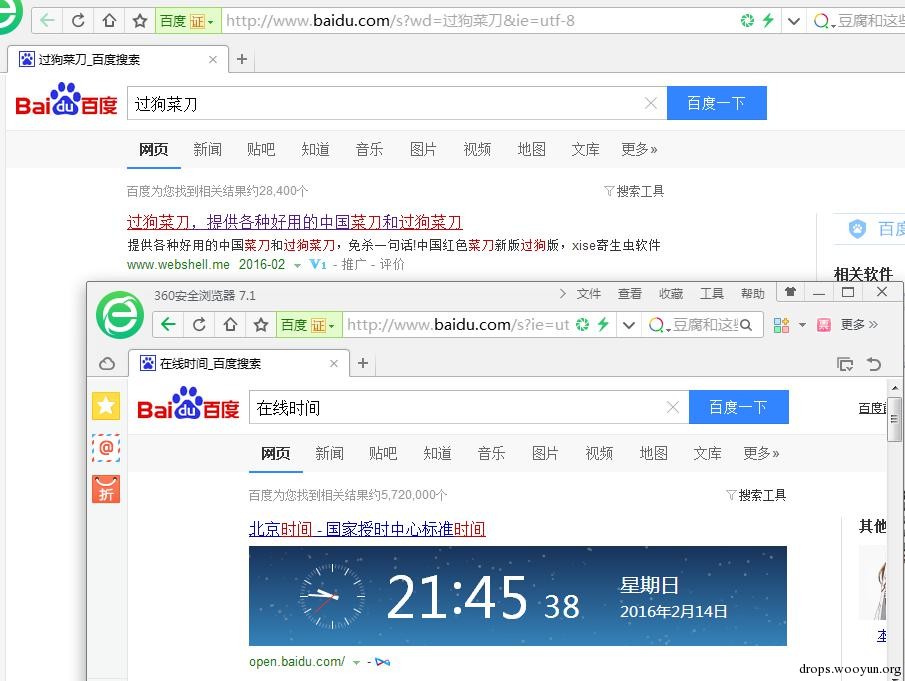 百度 证 http://www.baidu.com/s?wd=过狗菜刀&ie=utf-8 豆腐和这些
过狗菜刀_百度搜索
Bai du 百度 过狗菜刀 百度一下
网页 新闻 贴吧 知道 音乐 图片 视频 地图 文库 更多»
百度为您找到相关结果约28,400个 搜索工具
过狗菜刀，提供各种好用的中国菜刀和过狗菜刀
提供各种好用的中国菜刀和过狗菜刀，免杀一句话!中国红色菜刀新版过狗版，xise寄生虫软件
www.webshell.me 2016-02 V1 - 推广 - 评价
百度
相关软件
360安全浏览器 7.1 文件 查看 收藏 工具 帮助
百度 证 http://www.baidu.com/s?ie=ut 豆腐和这 更多 »
在线时间_百度搜索
Bai du 百度 在线时间 百度一下 百度
@
折
网页 新闻 贴吧 知道 音乐 图片 视频 地图 文库 更多»
百度为您找到相关结果约5,720,000个 搜索工具
北京时间 - 国家授时中心标准时间
其他
21:45 38 星期日
2016年2月14日
open.baidu.com/ -
drops.wooyun.org